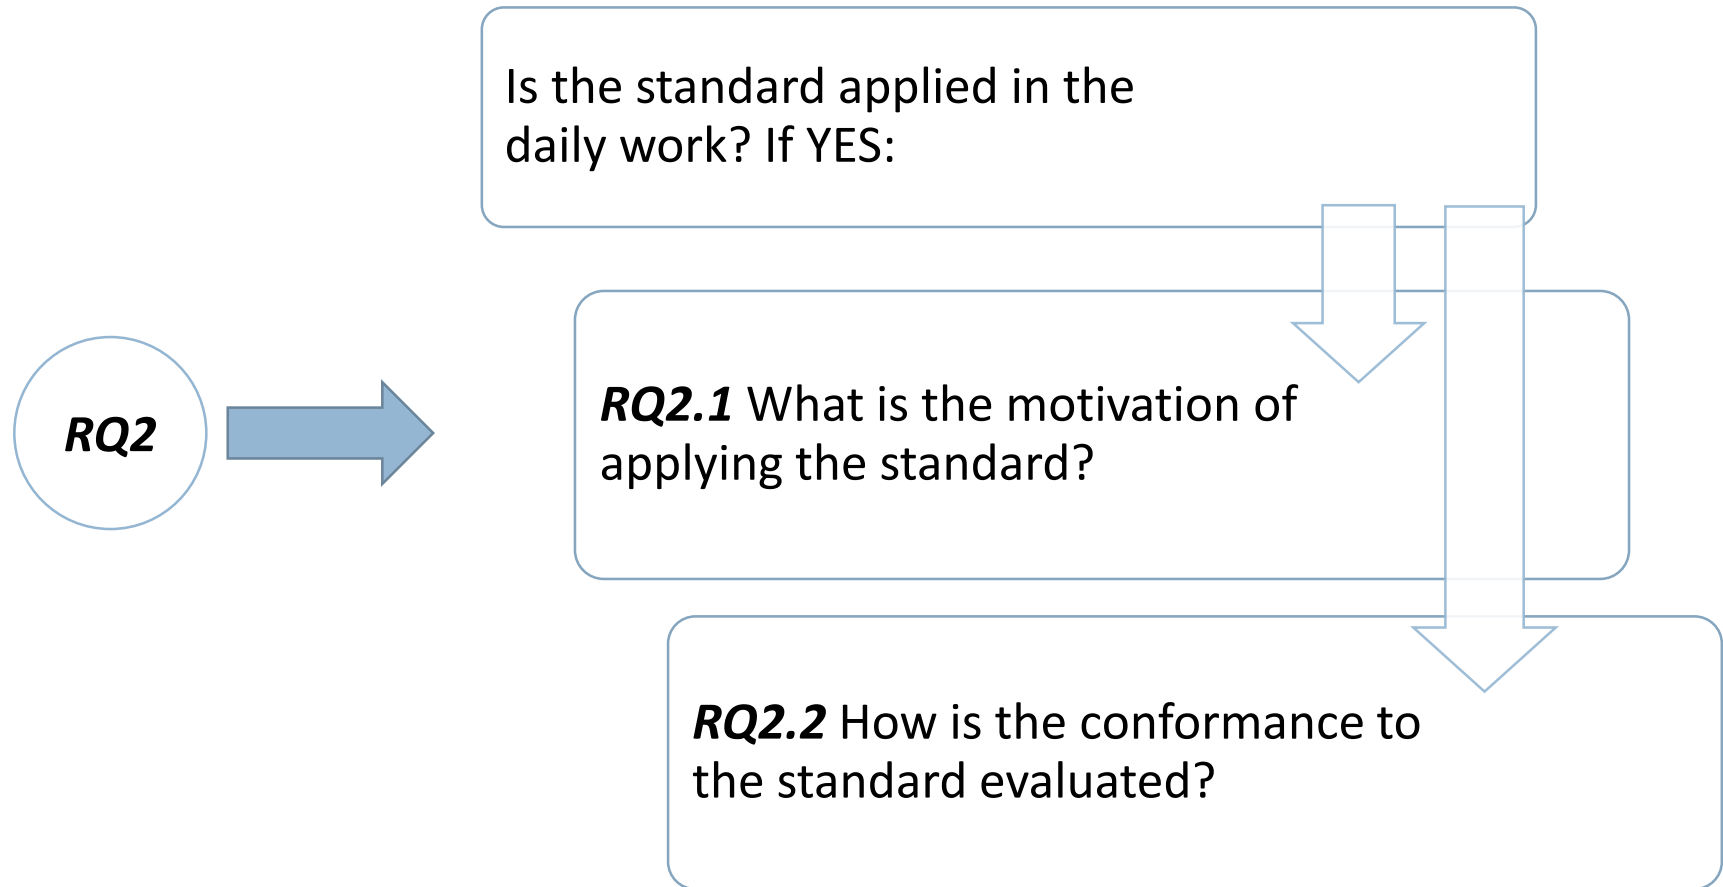 Is the standard applied in the
daily work? If YES:
RQ2
RQ2.1 What is the motivation of
applying the standard?
RQ2.2 How is the conformance to
the standard evaluated?